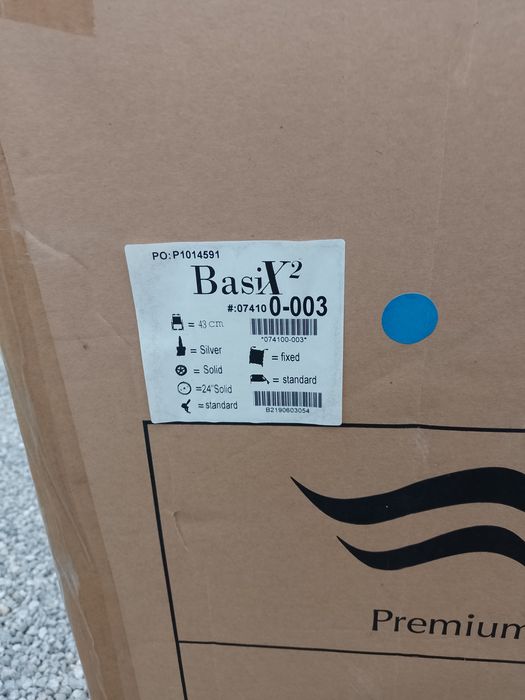 PO: P1014591
BasiX²
#: 074100-003
= 43 cm
*074100-003*
= Silver
= fixed
= Solid
= standard
=24"Solid
= standard
B2190603054
Premium